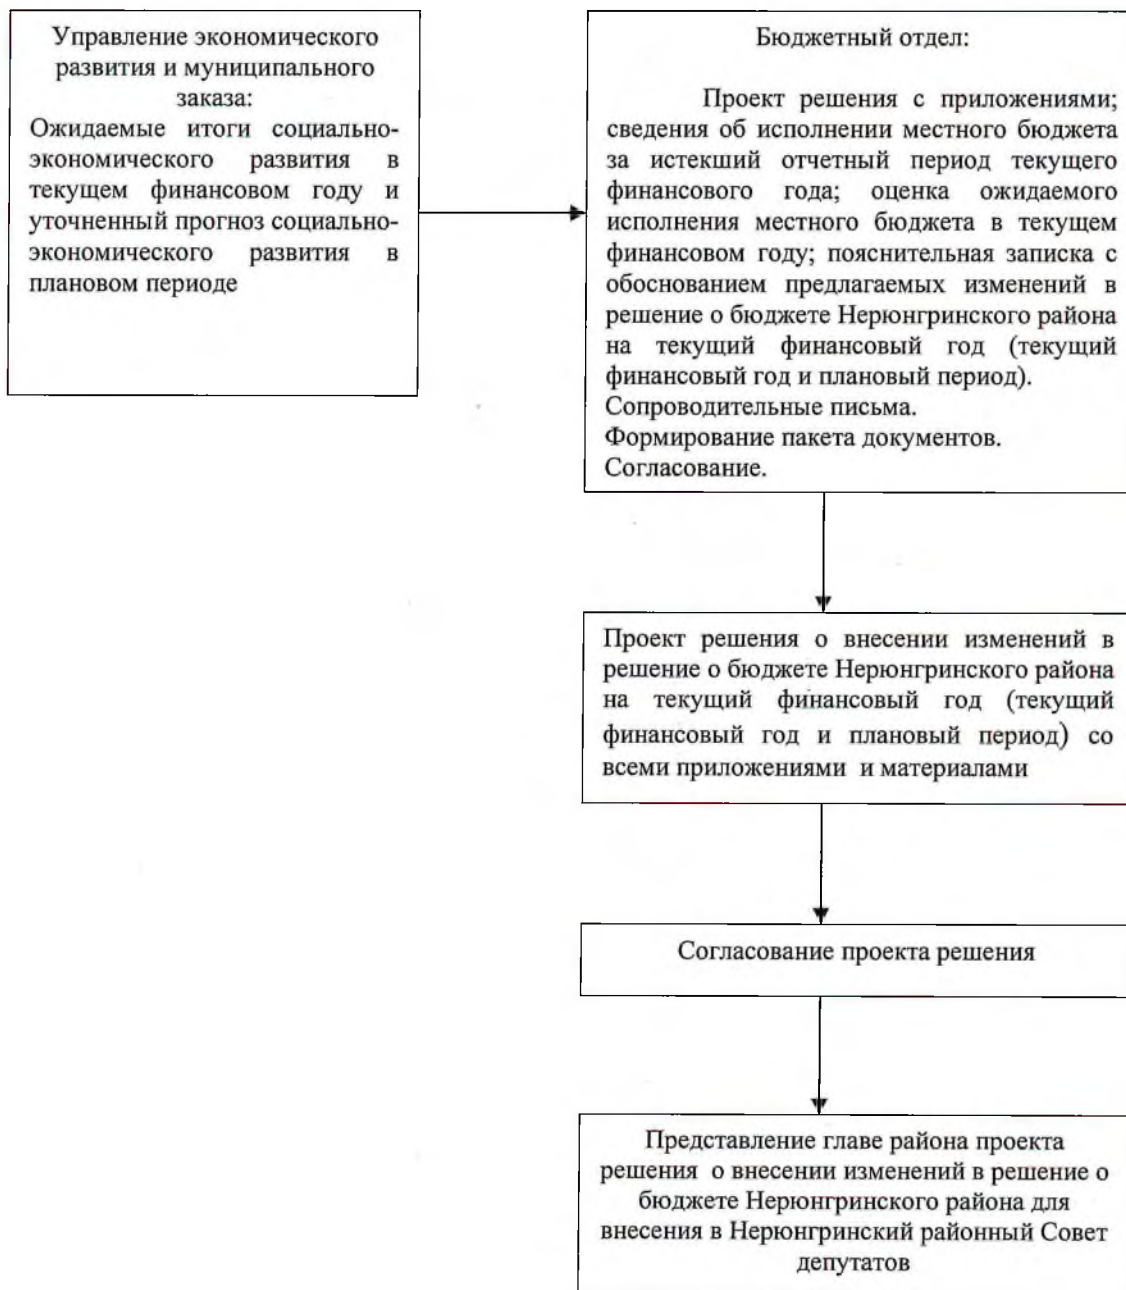 Управление экономического
развития и муниципального
заказа:
Ожидаемые итоги социально-
экономического развития в
текущем финансовом году и
уточненный прогноз социально-
экономического развития в
плановом периоде
Бюджетный отдел:
Проект решения с приложениями;
сведения об исполнении местного бюджета
за истекший отчетный период текущего
финансового года; оценка ожидаемого
исполнения местного бюджета в текущем
финансовом году; пояснительная записка с
обоснованием предлагаемых изменений в
решение о бюджете Нерюнгринского района
на текущий финансовый год (текущий
финансовый год и плановый период).
Сопроводительные письма.
Формирование пакета документов.
Согласование.
Проект решения о внесении изменений в
решение о бюджете Нерюнгринского района
на текущий финансовый год (текущий
финансовый год и плановый период) со
всеми приложениями и материалами
Согласование проекта решения
Представление главе района проекта
решения о внесении изменений в решение о
бюджете Нерюнгринского района для
внесения в Нерюнгринский районный Совет
депутатов